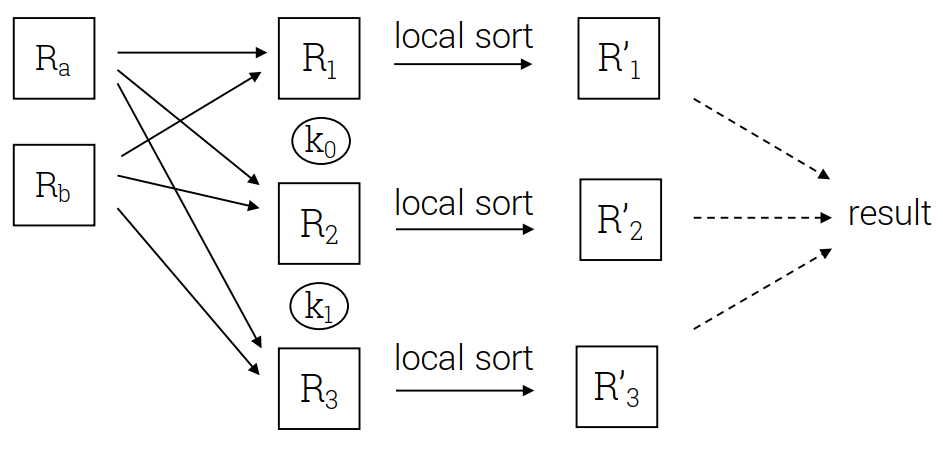 Ra
R1
local sort
R’1
k0
Rb
R2
local sort
R’2
result
k1
R3
local sort
R’3